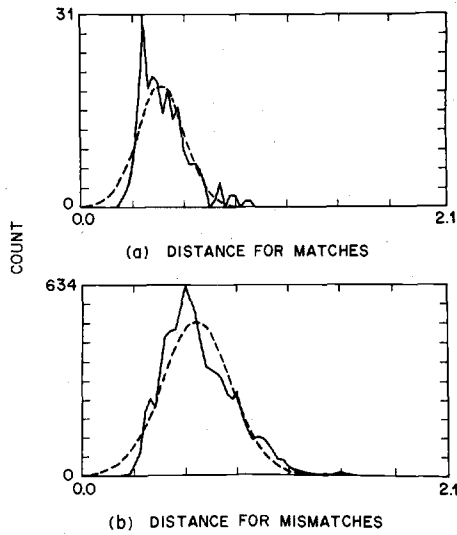 31
0
0.0
2.1
(a) DISTANCE FOR MATCHES
COUNT
634
0
0.0
2.1
(b) DISTANCE FOR MISMATCHES